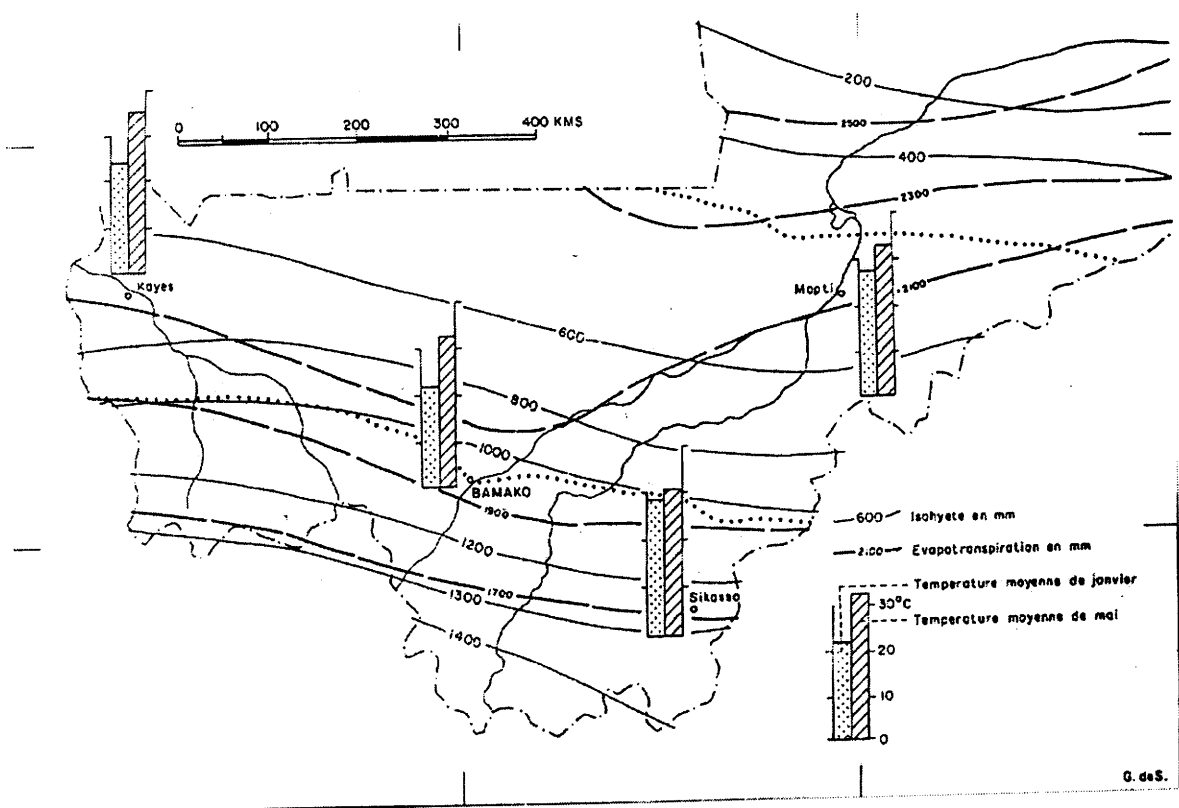 200
2500
0 100 200 300 400 KMS
400
2300
Kayes
Mopti
2100
600
800
1000
BAMAKO
1900
1200
Sikasso
1700
1300
1400
600 Isohyete en mm
2100 Evapotranspiration en mm
Temperature moyenne de janvier
30°C
Temperature moyenne de mai
20
10
0
G. de S.